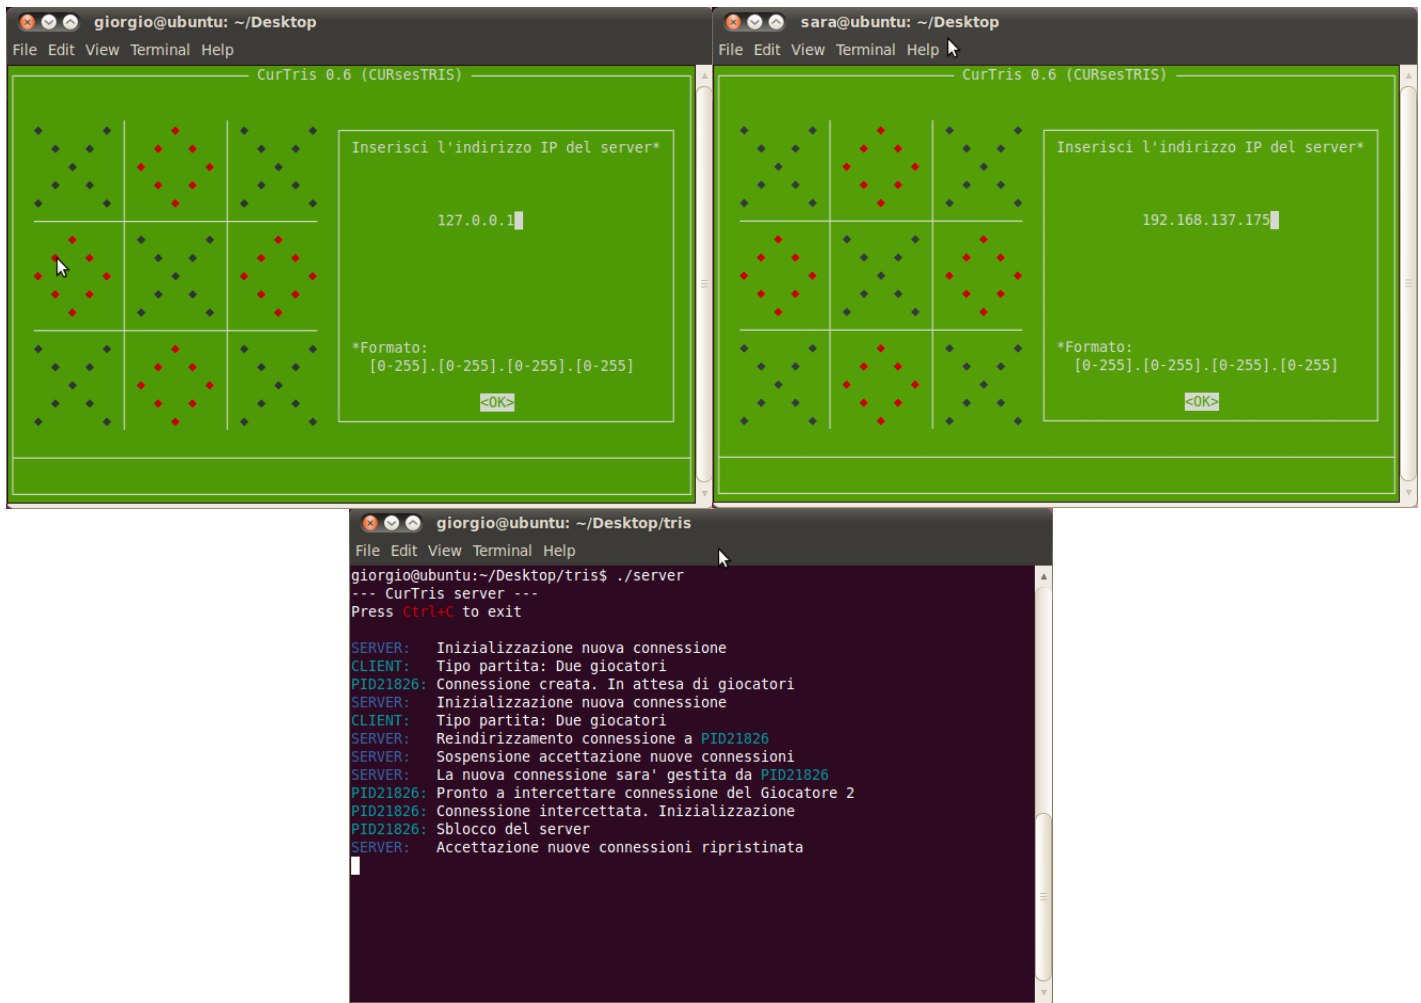 giorgio@ubuntu: ~/Desktop
File Edit View Terminal Help
CurTris 0.6 (CURsesTRIS)
Inserisci l'indirizzo IP del server*
127.0.0.1
*Formato:
[0-255].[0-255].[0-255].[0-255]
<OK>
sara@ubuntu: ~/Desktop
File Edit View Terminal Help
CurTris 0.6 (CURsesTRIS)
Inserisci l'indirizzo IP del server*
192.168.137.175
*Formato:
[0-255].[0-255].[0-255].[0-255]
<OK>
giorgio@ubuntu: ~/Desktop/tris
File Edit View Terminal Help
giorgio@ubuntu:~/Desktop/tris$ ./server
--- CurTris server ---
Press Ctrl+C to exit
SERVER: Inizializzazione nuova connessione
CLIENT: Tipo partita: Due giocatori
PID21826: Connessione creata. In attesa di giocatori
SERVER: Inizializzazione nuova connessione
CLIENT: Tipo partita: Due giocatori
SERVER: Reindirizzamento connessione a PID21826
SERVER: Sospensione accettazione nuove connessioni
SERVER: La nuova connessione sara' gestita da PID21826
PID21826: Pronto a intercettare connessione del Giocatore 2
PID21826: Connessione intercettata. Inizializzazione
PID21826: Sblocco del server
SERVER: Accettazione nuove connessioni ripristinata